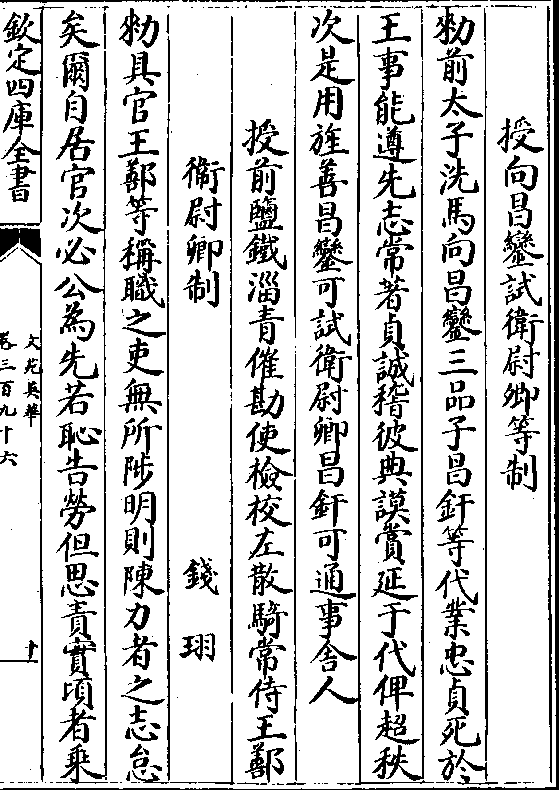 授向昌鑾試衛尉卿等制
勑前太子洗馬向昌鑾三品子昌釬等代業忠貞死於
王事能遵先志常著貞誠稽彼典謨賞延于代俾超秩
次是用旌善昌鑾可試衛尉卿昌釬可通事舍人
授前鹽鐵淄青催勘使檢校左散騎常侍王鄯
衛尉卿制 錢珝
勑具官王鄯等稱職之吏無所陟明則陳力者之志怠
矣爾自居官次必公為先若恥告勞但思責實頃者乗
欽定四庫全書
文苑英華
卷三百九十六
十一